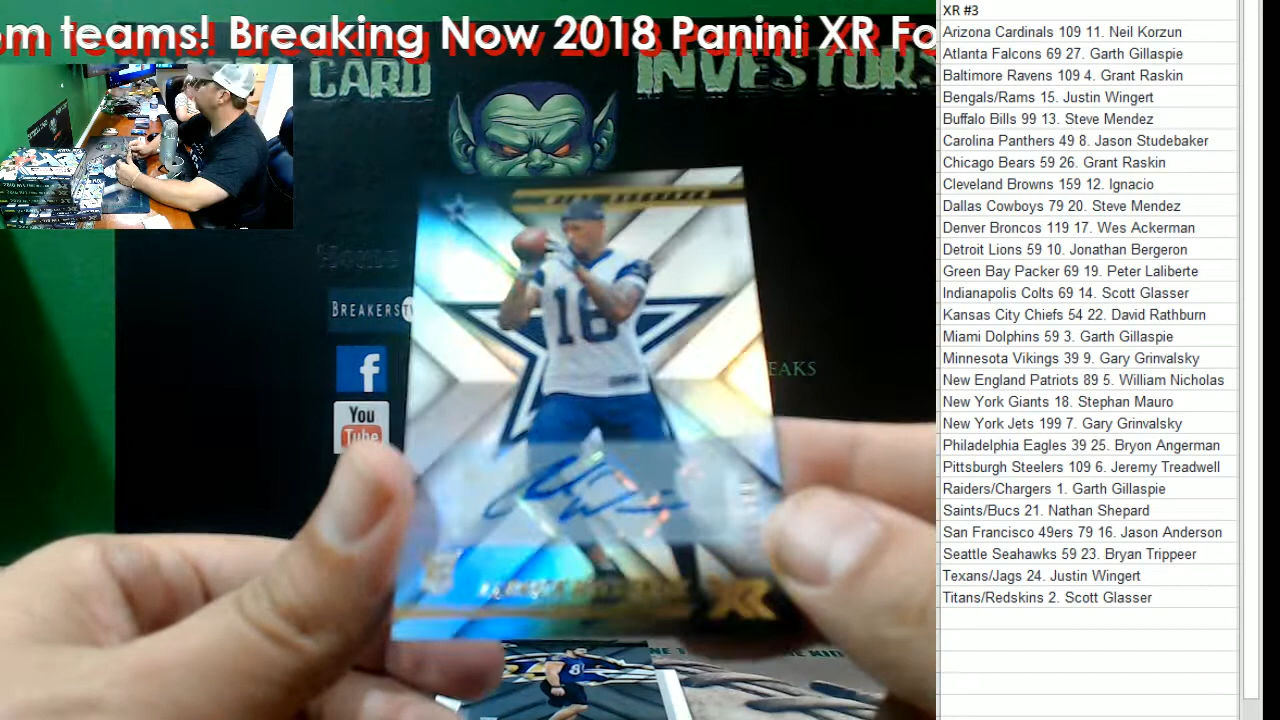 om teams! Breaking Now 2018 Panini XR Fo
CARD INVESTORS
Home
BREAKERSTV
EAKS
You
Tube
18
XR
8
XR #3
Arizona Cardinals 109 11. Neil Korzun
Atlanta Falcons 69 27. Garth Gillaspie
Baltimore Ravens 109 4. Grant Raskin
Bengals/Rams 15. Justin Wingert
Buffalo Bills 99 13. Steve Mendez
Carolina Panthers 49 8. Jason Studebaker
Chicago Bears 59 26. Grant Raskin
Cleveland Browns 159 12. Ignacio
Dallas Cowboys 79 20. Steve Mendez
Denver Broncos 119 17. Wes Ackerman
Detroit Lions 59 10. Jonathan Bergeron
Green Bay Packer 69 19. Peter Laliberte
Indianapolis Colts 69 14. Scott Glasser
Kansas City Chiefs 54 22. David Rathburn
Miami Dolphins 59 3. Garth Gillaspie
Minnesota Vikings 39 9. Gary Grinvalsky
New England Patriots 89 5. William Nicholas
New York Giants 18. Stephan Mauro
New York Jets 199 7. Gary Grinvalsky
Philadelphia Eagles 39 25. Bryon Angerman
Pittsburgh Steelers 109 6. Jeremy Treadwell
Raiders/Chargers 1. Garth Gillaspie
Saints/Bucs 21. Nathan Shepard
San Francisco 49ers 79 16. Jason Anderson
Seattle Seahawks 59 23. Bryan Trippeer
Texans/Jags 24. Justin Wingert
Titans/Redskins 2. Scott Glasser